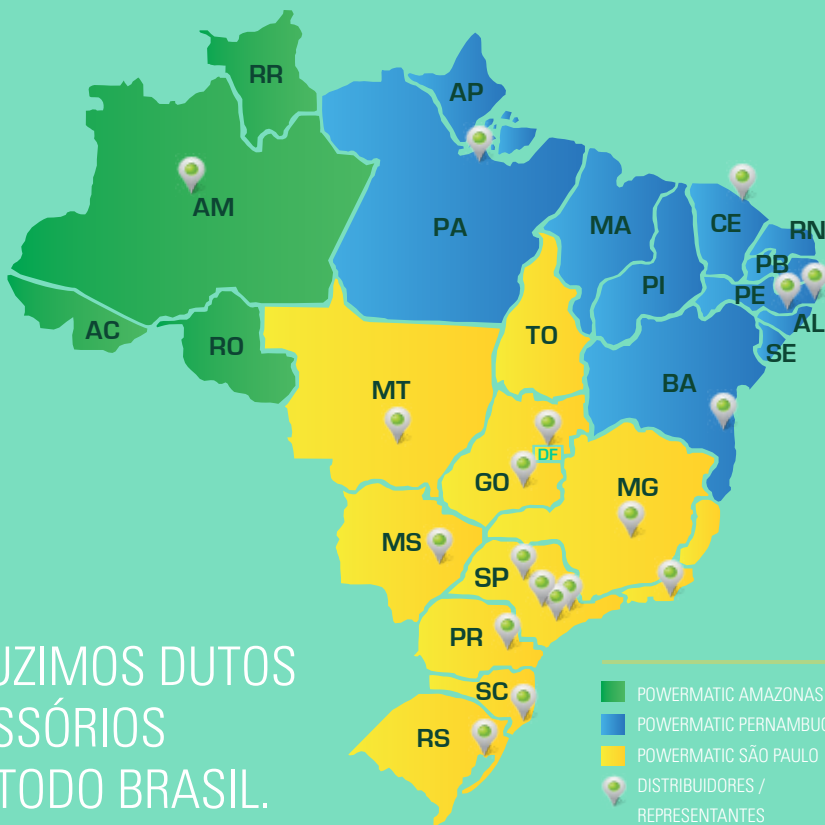 RR
AP
AM
PA
MA
CE
RN
PB
PI
PE
AL
SE
AC
RO
TO
BA
MT
DF
GO
MG
MS
SP
PR
SC
RS
UZIMOS DUTOS
SSÓRIOS
TODO BRASIL.
POWERMATIC AMAZONAS
POWERMATIC PERNAMBUC
POWERMATIC SÃO PAULO
DISTRIBUIDORES /
REPRESENTANTES